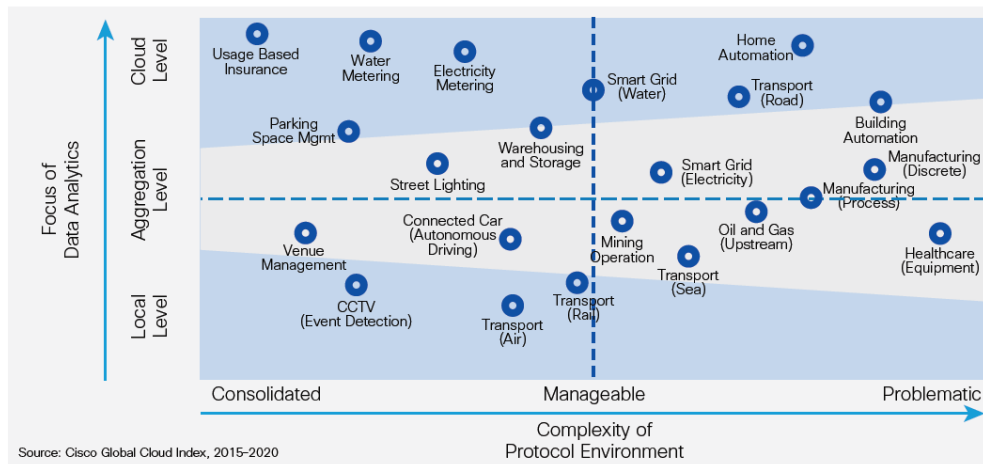 Focus of
Data Analytics
Cloud
Level
Aggregation
Level
Local
Level
Usage Based
Insurance
Water
Metering
Electricity
Metering
Smart Grid
(Water)
Home
Automation
Transport
(Road)
Building
Automation
Parking
Space Mgmt
Warehousing
and Storage
Street Lighting
Smart Grid
(Electricity)
Manufacturing
(Discrete)
Manufacturing
(Process)
Venue
Management
Connected Car
(Autonomous
Driving)
Mining
Operation
Oil and Gas
(Upstream)
Transport
(Sea)
Healthcare
(Equipment)
CCTV
(Event Detection)
Transport
(Air)
Transport
(Rail)
Consolidated
Manageable
Problematic
Complexity of
Protocol Environment
Source: Cisco Global Cloud Index, 2015-2020